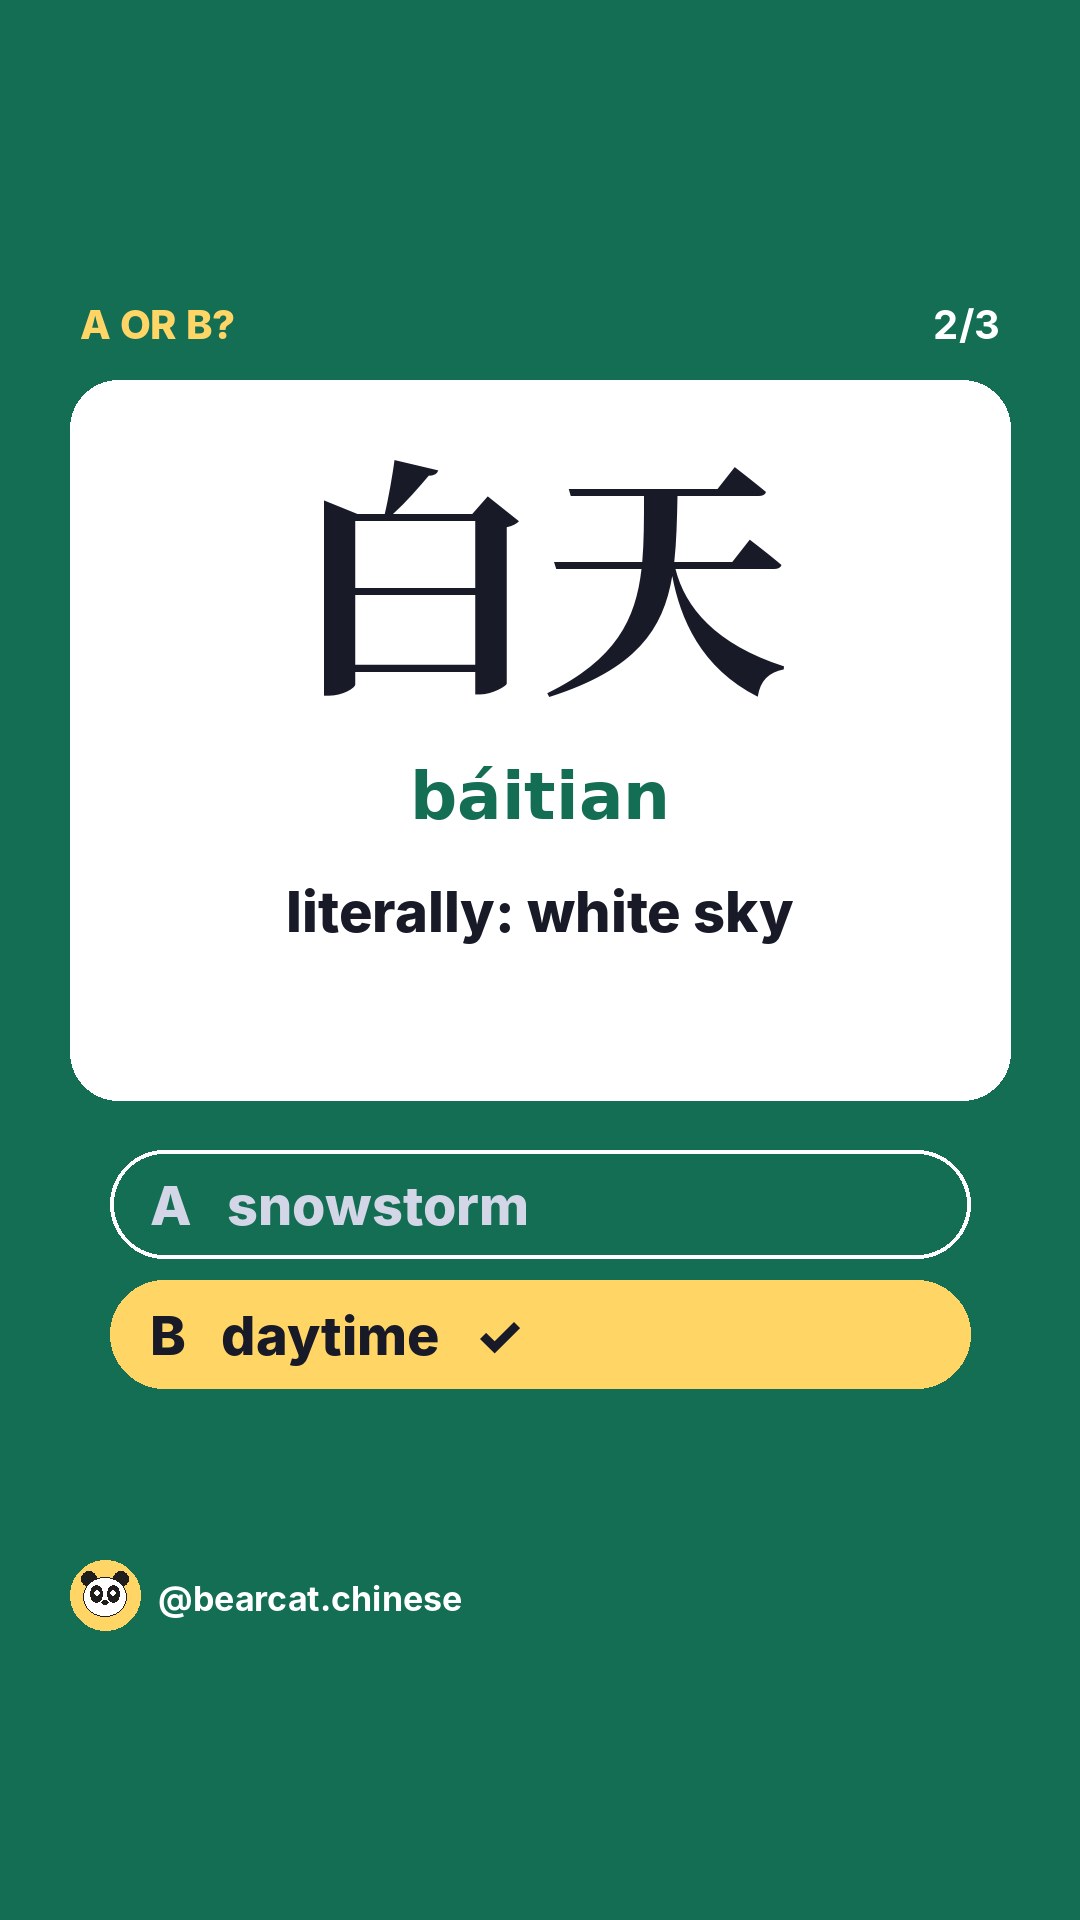 A OR B?
2/3
白天
báitian
literally: white sky
A snowstorm
B daytime ✓
@bearcat.chinese